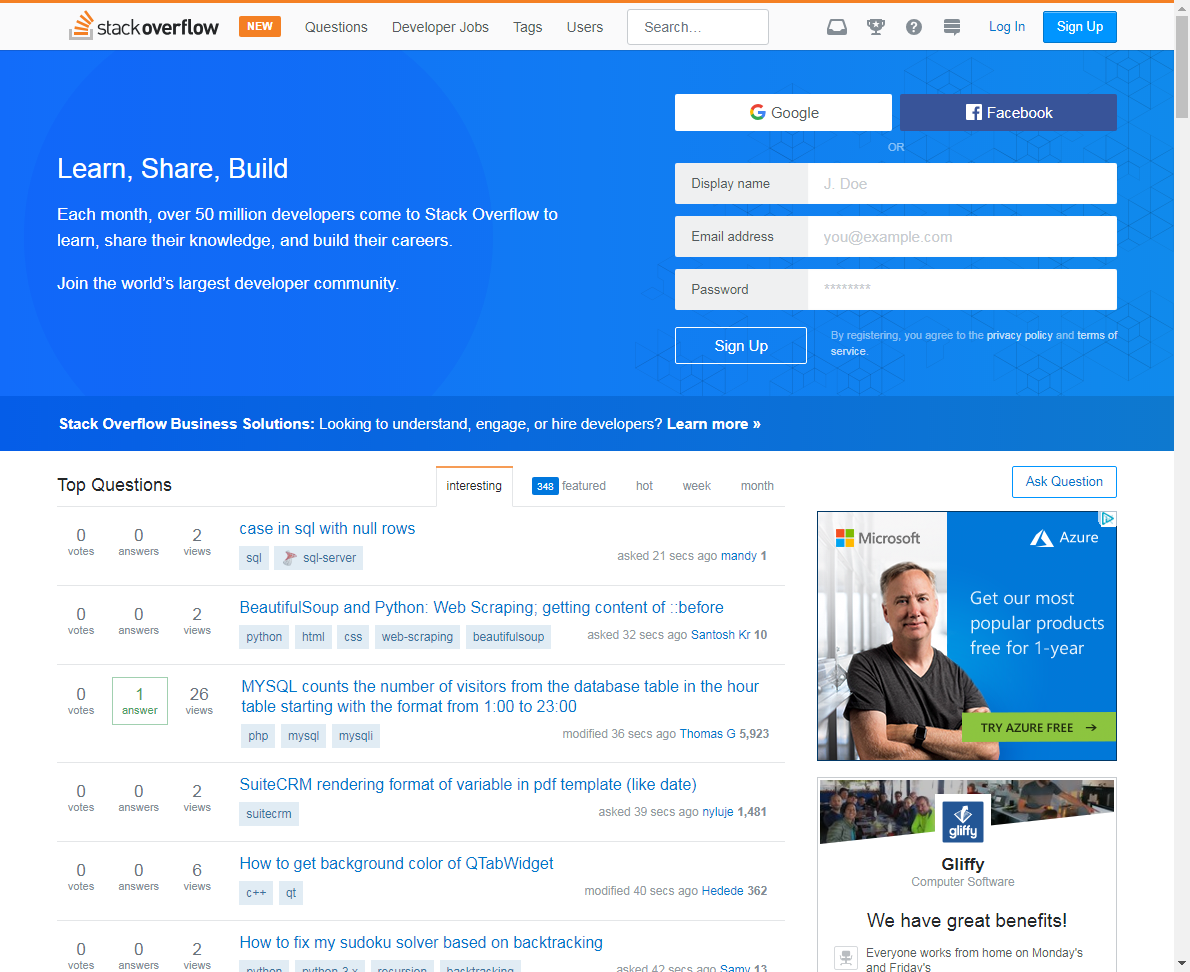 stackoverflow NEW Questions Developer Jobs Tags Users Search... Log In Sign Up
Google Facebook
OR
Learn, Share, Build
Each month, over 50 million developers come to Stack Overflow to
learn, share their knowledge, and build their careers.
Join the world's largest developer community.
Display name J. Doe
Email address you@example.com
Password ********
Sign Up
By registering, you agree to the privacy policy and terms of
service.
Stack Overflow Business Solutions: Looking to understand, engage, or hire developers? Learn more »
Top Questions interesting 348 featured hot week month
Ask Question
0 votes 0 answers 2 views
case in sql with null rows
sql sql-server
asked 21 secs ago mandy 1
0 votes 0 answers 2 views
BeautifulSoup and Python: Web Scraping; getting content of ::before
python html css web-scraping beautifulsoup
asked 32 secs ago Santosh Kr 10
0 votes 1 answer 26 views
MYSQL counts the number of visitors from the database table in the hour
table starting with the format from 1:00 to 23:00
php mysql mysqli
modified 36 secs ago Thomas G 5,923
0 votes 0 answers 2 views
SuiteCRM rendering format of variable in pdf template (like date)
suitecrm
asked 39 secs ago nyluje 1,481
0 votes 0 answers 6 views
How to get background color of QTabWidget
c++ qt
modified 40 secs ago Hedede 362
0 votes 0 answers 2 views
How to fix my sudoku solver based on backtracking
python python-3.x recursion backtracking
asked 42 secs ago Samy 13
Microsoft Azure
Get our most
popular products
free for 1-year
TRY AZURE FREE →
gliffy
Gliffy
Computer Software
We have great benefits!
Everyone works from home on Monday's
and Friday's